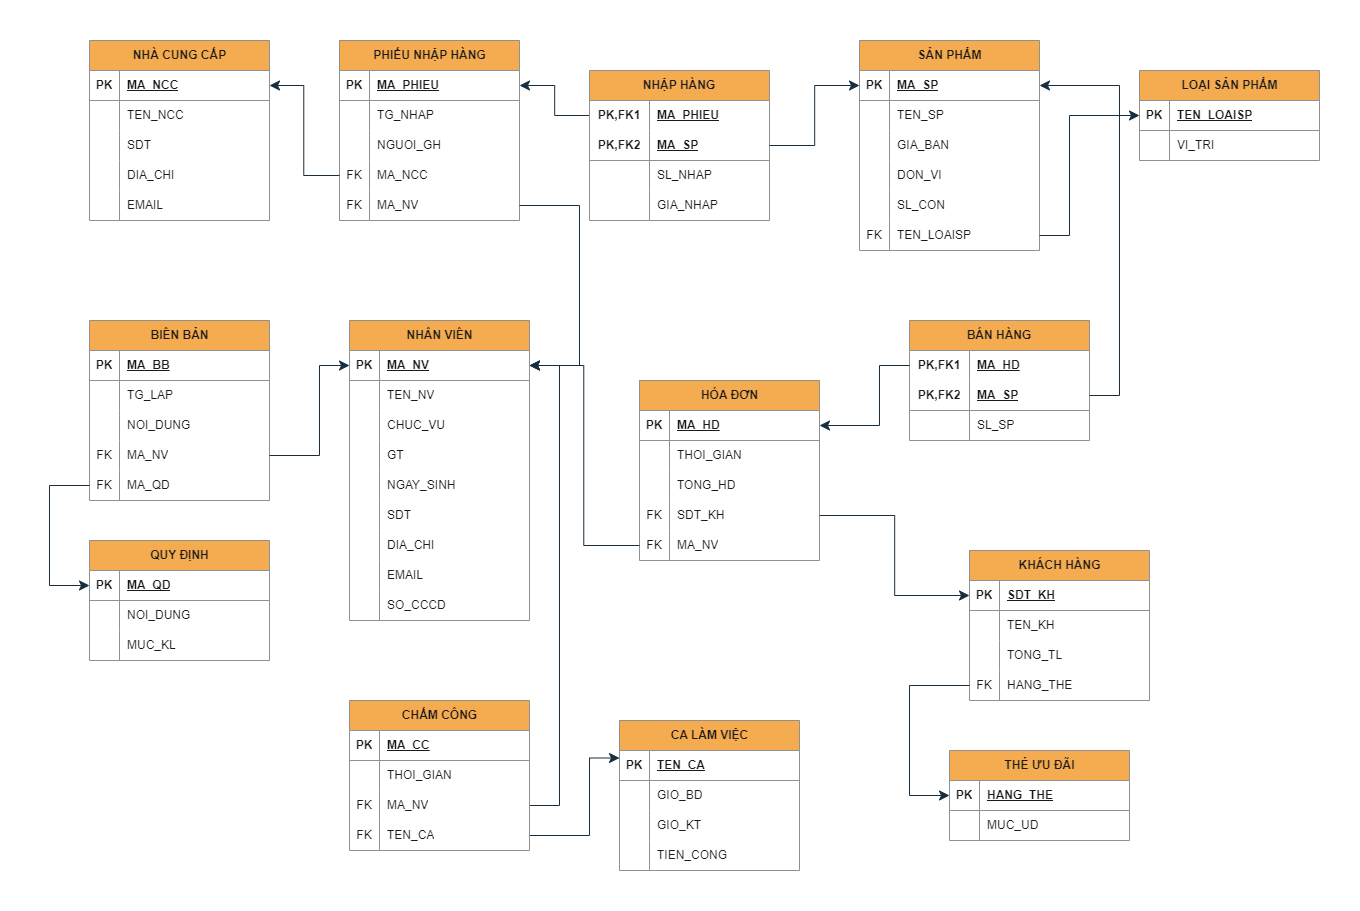 NHÀ CUNG CẤP
PK MA_NCC
TEN_NCC
SDT
DIA_CHI
EMAIL
PHIẾU NHẬP HÀNG
PK MA_PHIEU
TG_NHAP
NGUOI_GH
FK MA_NCC
FK MA_NV
NHẬP HÀNG
PK,FK1 MA_PHIEU
PK,FK2 MA_SP
SL_NHAP
GIA_NHAP
SẢN PHẨM
PK MA_SP
TEN_SP
GIA_BAN
DON_VI
SL_CON
FK TEN_LOAISP
LOẠI SẢN PHẨM
PK TEN_LOAISP
VI_TRI
BIÊN BẢN
PK MA_BB
TG_LAP
NOI_DUNG
FK MA_NV
FK MA_QD
NHÂN VIÊN
PK MA_NV
TEN_NV
CHUC_VU
GT
NGAY_SINH
SDT
DIA_CHI
EMAIL
SO_CCCD
HÓA ĐƠN
PK MA_HD
THOI_GIAN
TONG_HD
FK SDT_KH
FK MA_NV
BÁN HÀNG
PK,FK1 MA_HD
PK,FK2 MA_SP
SL_SP
QUY ĐỊNH
PK MA_QD
NOI_DUNG
MUC_KL
KHÁCH HÀNG
PK SDT_KH
TEN_KH
TONG_TL
FK HANG_THE
CHẤM CÔNG
PK MA_CC
THOI_GIAN
FK MA_NV
FK TEN_CA
CA LÀM VIỆC
PK TEN_CA
GIO_BD
GIO_KT
TIEN_CONG
THẺ ƯU ĐÃI
PK HANG_THE
MUC_UD